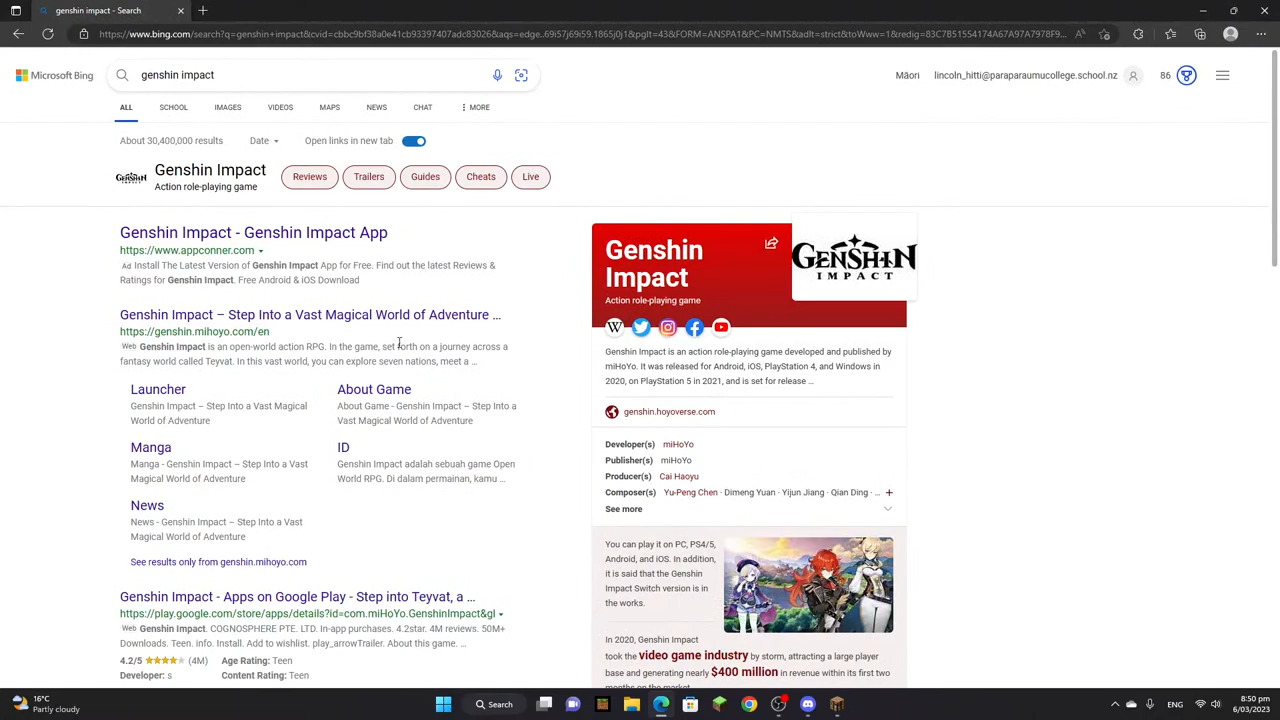 genshin impact - Search
https://www.bing.com/search?q=genshin+impact&cvid=cbbc9bf38a0e41cb93397407adc83026&aqs=edge..69i57j69i59.1865j0j1&pglt=43&FORM=ANSPA1&PC=NMTS&adlt=strict&toWww=1&redig=83C7B51554174A67A97A7978F9...
Microsoft Bing
genshin impact
Māori
lincoln_hitti@paraparaumucollege.school.nz
86
ALL
SCHOOL
IMAGES
VIDEOS
MAPS
NEWS
CHAT
MORE
About 30,400,000 results
Date
Open links in new tab
GENSHIN IMPACT
Genshin Impact
Action role-playing game
Reviews
Trailers
Guides
Cheats
Live
Genshin Impact - Genshin Impact App
https://www.appconner.com
Ad Install The Latest Version of Genshin Impact App for Free. Find out the latest Reviews &
Ratings for Genshin Impact. Free Android & iOS Download
Genshin Impact – Step Into a Vast Magical World of Adventure ...
https://genshin.mihoyo.com/en
Web Genshin Impact is an open-world action RPG. In the game, set forth on a journey across a
fantasy world called Teyvat. In this vast world, you can explore seven nations, meet a ...
Launcher
Genshin Impact – Step Into a Vast Magical
World of Adventure
About Game
About Game - Genshin Impact – Step Into a
Vast Magical World of Adventure
Manga
Manga - Genshin Impact – Step Into a Vast
Magical World of Adventure
ID
Genshin Impact adalah sebuah game Open
World RPG. Di dalam permainan, kamu ...
News
News - Genshin Impact – Step Into a Vast
Magical World of Adventure
See results only from genshin.mihoyo.com
Genshin Impact - Apps on Google Play - Step into Teyvat, a ...
https://play.google.com/store/apps/details?id=com.miHoYo.GenshinImpact&gl
Web Genshin Impact. COGNOSPHERE PTE. LTD. In-app purchases. 4.2star. 4M reviews. 50M+
Downloads. Teen. info. Install. Add to wishlist. play_arrowTrailer. About this game. ...
4.2/5 (4M)
Age Rating: Teen
Developer: s
Content Rating: Teen
Genshin
Impact
Action role-playing game
GENSHIN
IMPACT
W
Genshin Impact is an action role-playing game developed and published by
miHoYo. It was released for Android, iOS, PlayStation 4, and Windows in
2020, on PlayStation 5 in 2021, and is set for release ...
genshin.hoyoverse.com
Developer(s) miHoYo
Publisher(s) miHoYo
Producer(s) Cai Haoyu
Composer(s) Yu-Peng Chen · Dimeng Yuan · Yijun Jiang · Qian Ding · ... +
See more
You can play it on PC, PS4/5,
Android, and iOS. In addition,
it is said that the Genshin
Impact Switch version is in
the works.
In 2020, Genshin Impact
took the video game industry by storm, attracting a large player
base and generating nearly $400 million in revenue within its first two
months on the market.
16°C
Partly cloudy
Search
ENG
8:50 pm
6/03/2023